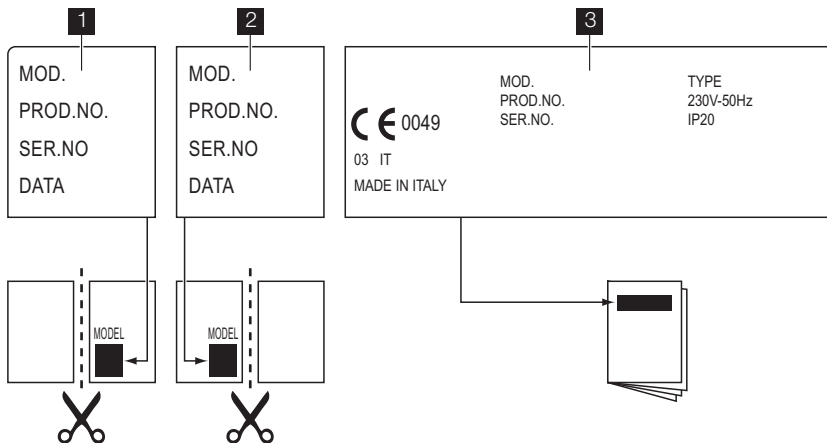 1
MOD.
PROD.NO.
SER.NO
DATA
2
MOD.
PROD.NO.
SER.NO
DATA
3
MOD. TYPE
PROD.NO. 230V-50Hz
SER.NO. IP20
CE 0049
03 IT
MADE IN ITALY
MODEL
MODEL